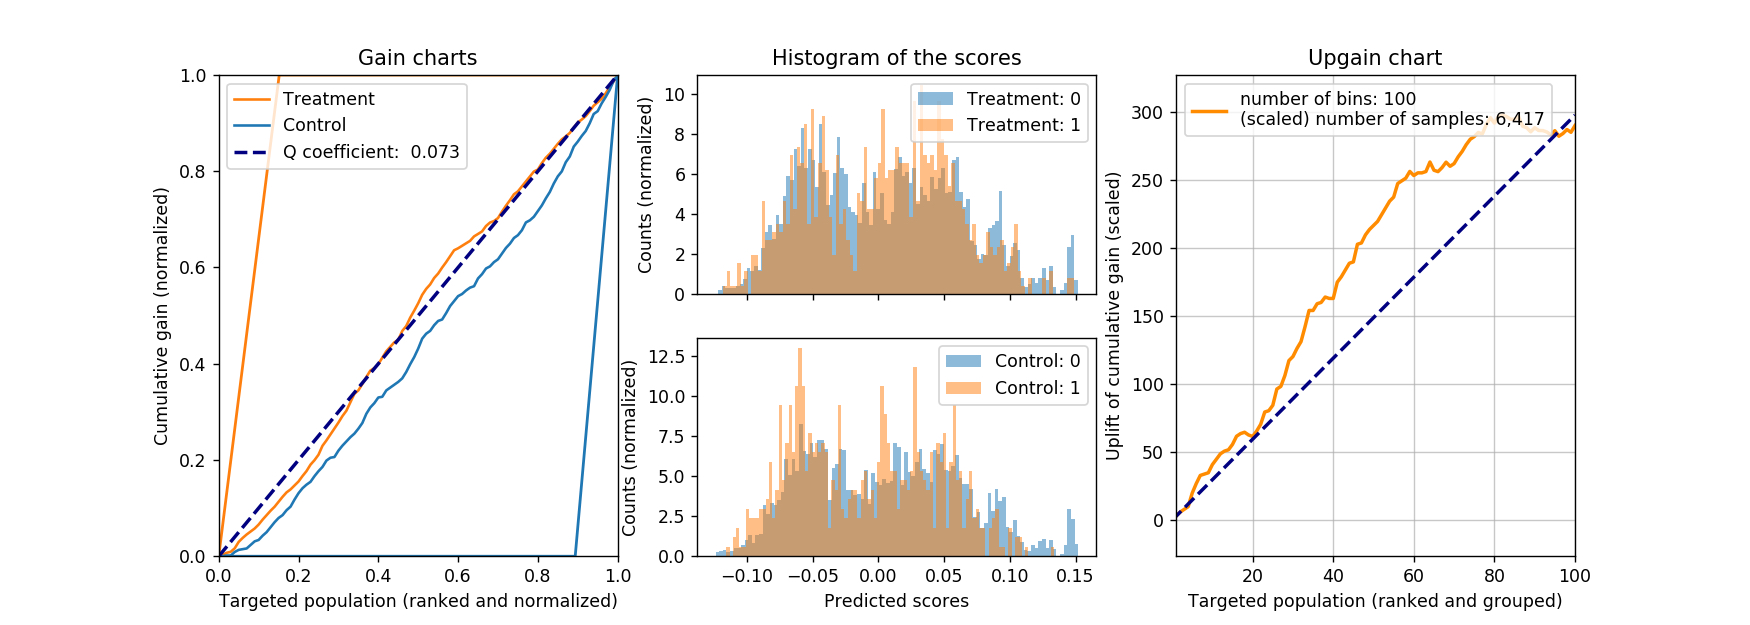 Gain charts
1.0
0.8
0.6
0.4
0.2
0.0
Cumulative gain (normalized)
Treatment
Control
Q coefficient:  0.073
0.0 0.2 0.4 0.6 0.8 1.0
Targeted population (ranked and normalized)
Histogram of the scores
10
8
6
4
2
0
Counts (normalized)
Treatment: 0
Treatment: 1
12.5
10.0
7.5
5.0
2.5
0.0
Counts (normalized)
Control: 0
Control: 1
−0.10 −0.05 0.00 0.05 0.10 0.15
Predicted scores
Upgain chart
300
250
200
150
100
50
0
Uplift of cumulative gain (scaled)
number of bins: 100
(scaled) number of samples: 6,417
20 40 60 80 100
Targeted population (ranked and grouped)